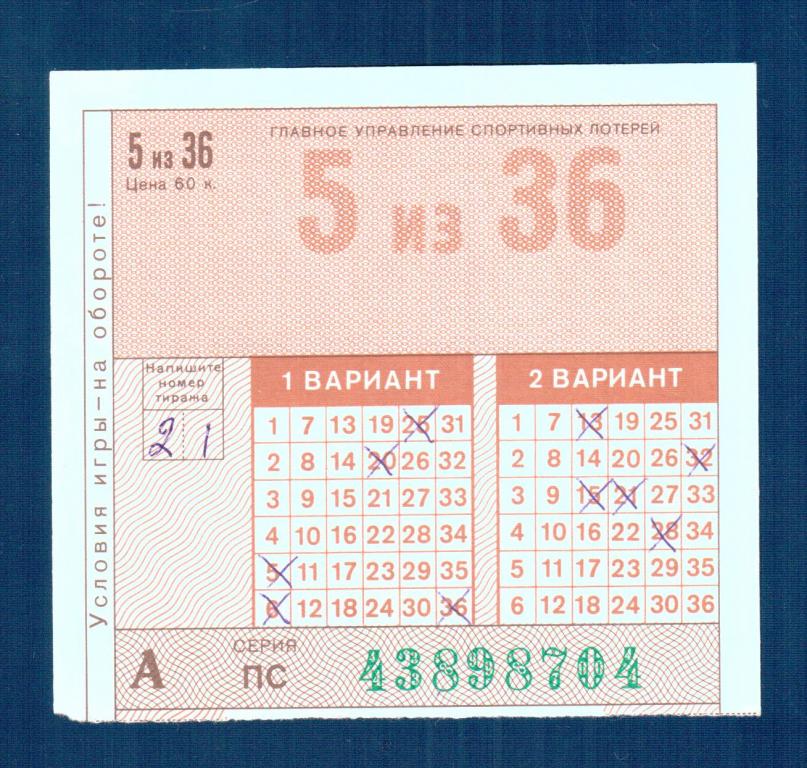 5 из 36
Цена 60 к.
ГЛАВНОЕ УПРАВЛЕНИЕ СПОРТИВНЫХ ЛОТЕРЕЙ
5 из 36
Условия игры—на обороте!
Напишите
номер
тиража
21
1 ВАРИАНТ
1 7 13 19 25 31
2 8 14 20 26 32
3 9 15 21 27 33
4 10 16 22 28 34
5 11 17 23 29 35
6 12 18 24 30 36
2 ВАРИАНТ
1 7 13 19 25 31
2 8 14 20 26 32
3 9 15 21 27 33
4 10 16 22 28 34
5 11 17 23 29 35
6 12 18 24 30 36
А
СЕРИЯ
ПС
43898704